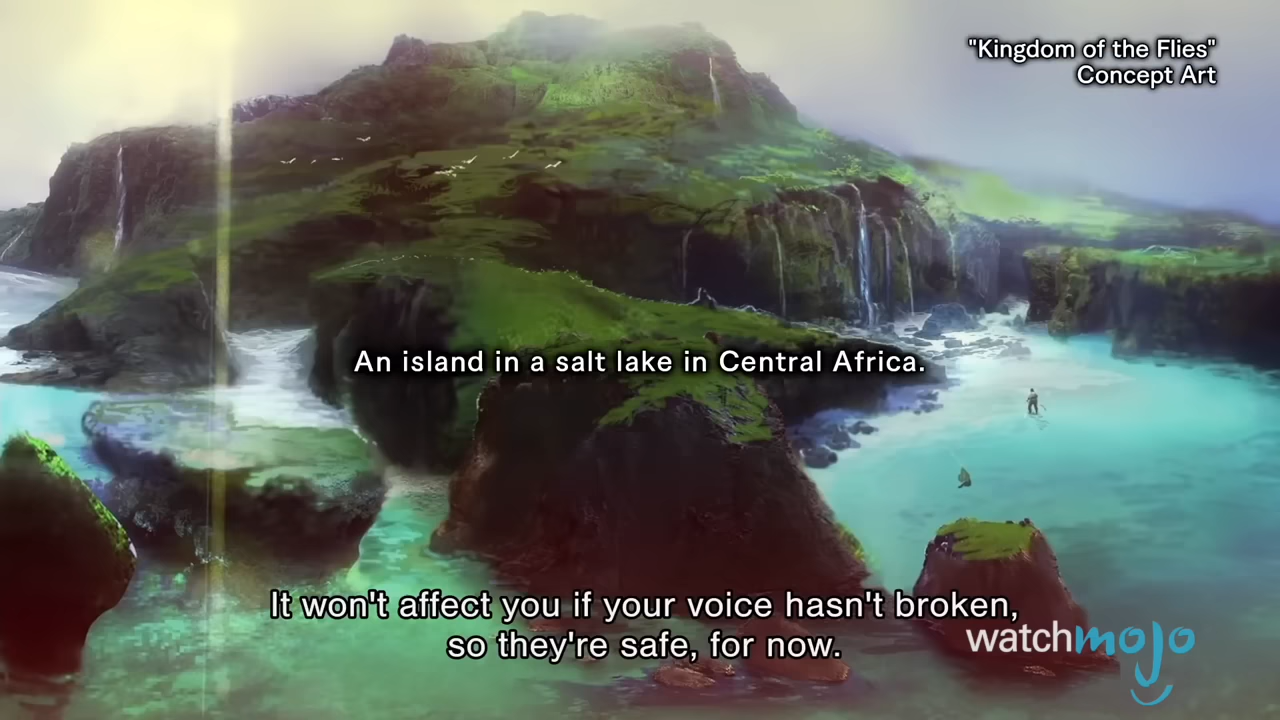 "Kingdom of the Flies"
Concept Art
An island in a salt lake in Central Africa.
It won't affect you if your voice hasn't broken,
so they're safe, for now.
watchmojo